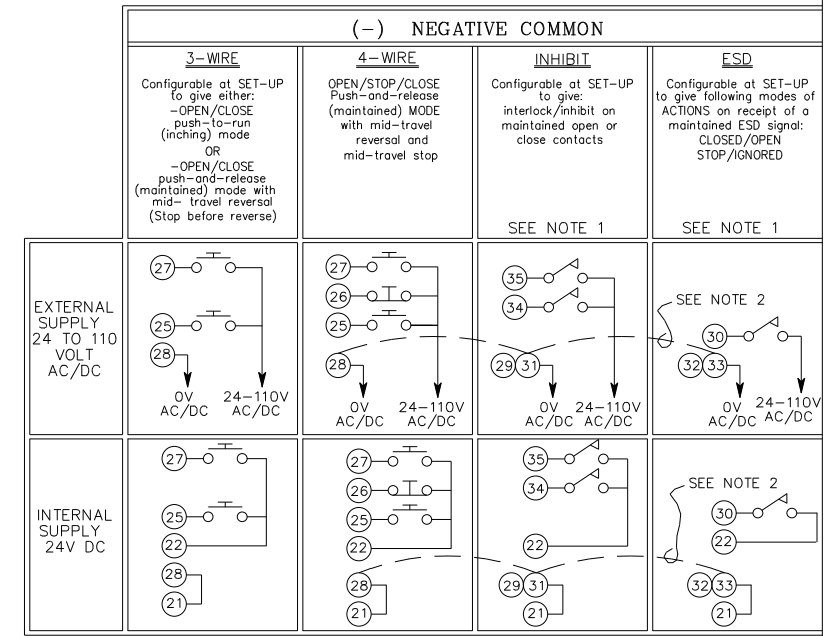 (-) NEGATIVE COMMON
3-WIRE
Configurable at SET-UP
to give either:
-OPEN/CLOSE
push-to-run
(inching) mode
OR
-OPEN/CLOSE
push-and-release
(maintained) mode with
mid- travel reversal
(Stop before reverse)
4-WIRE
OPEN/STOP/CLOSE
Push-and-release
(maintained) MODE
with mid-travel
reversal and
mid-travel stop
INHIBIT
Configurable at SET-UP
to give:
interlock/inhibit on
maintained open or
close contacts
SEE NOTE 1
ESD
Configurable at SET-UP
to give following modes of
ACTIONS on receipt of a
maintained ESD signal:
CLOSED/OPEN
STOP/IGNORED
SEE NOTE 1
EXTERNAL
SUPPLY
24 TO 110
VOLT
AC/DC
27
25
28
0V
AC/DC
24-110V
AC/DC
27
26
25
28
0V
AC/DC
24-110V
AC/DC
35
34
29 31
0V
AC/DC
24-110V
AC/DC
SEE NOTE 2
30
32 33
0V
AC/DC
24-110V
AC/DC
INTERNAL
SUPPLY
24V DC
27
25
22
28
21
27
26
25
22
28
21
35
34
22
29 31
21
SEE NOTE 2
30
22
32 33
21